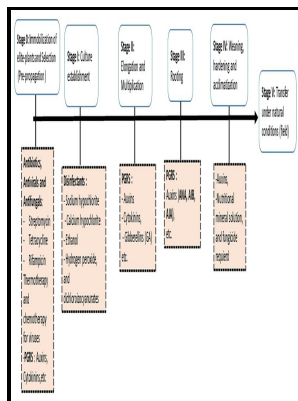 Stage 0: Immobilization of
elite plants and Selection
(Pre-propagation )
Stage I: Culture
establishment
Stage II:
Elongation and
Multiplication
Stage III:
Rooting
Stage IV: Weaning,
hardening and
acclimatization
Stage V: Transfer
under natural
conditions (field)
Antibiotics,
Antivirals and
Antifungals:
- Streptomycin
- Tetracycline
- Rifampicin
- Thermotherapy
and
chemotherapy
for viruses
-PGRS : Auxins,
Cytokinins,etc
Disinfectants :
- Sodium hypochlorite
- Calcium hypochlorite
- Ethanol
- Hydrogen peroxide,
and
dichloroisocyanurates
PGRS :
- Auxins
- Cytokinins,
- Gibberellins (GA)
etc.
PGRS :
Auxins (ANA, AIB,
AIA),
etc.
- Auxins,
- Nutritional
mineral solution,
and fungicide